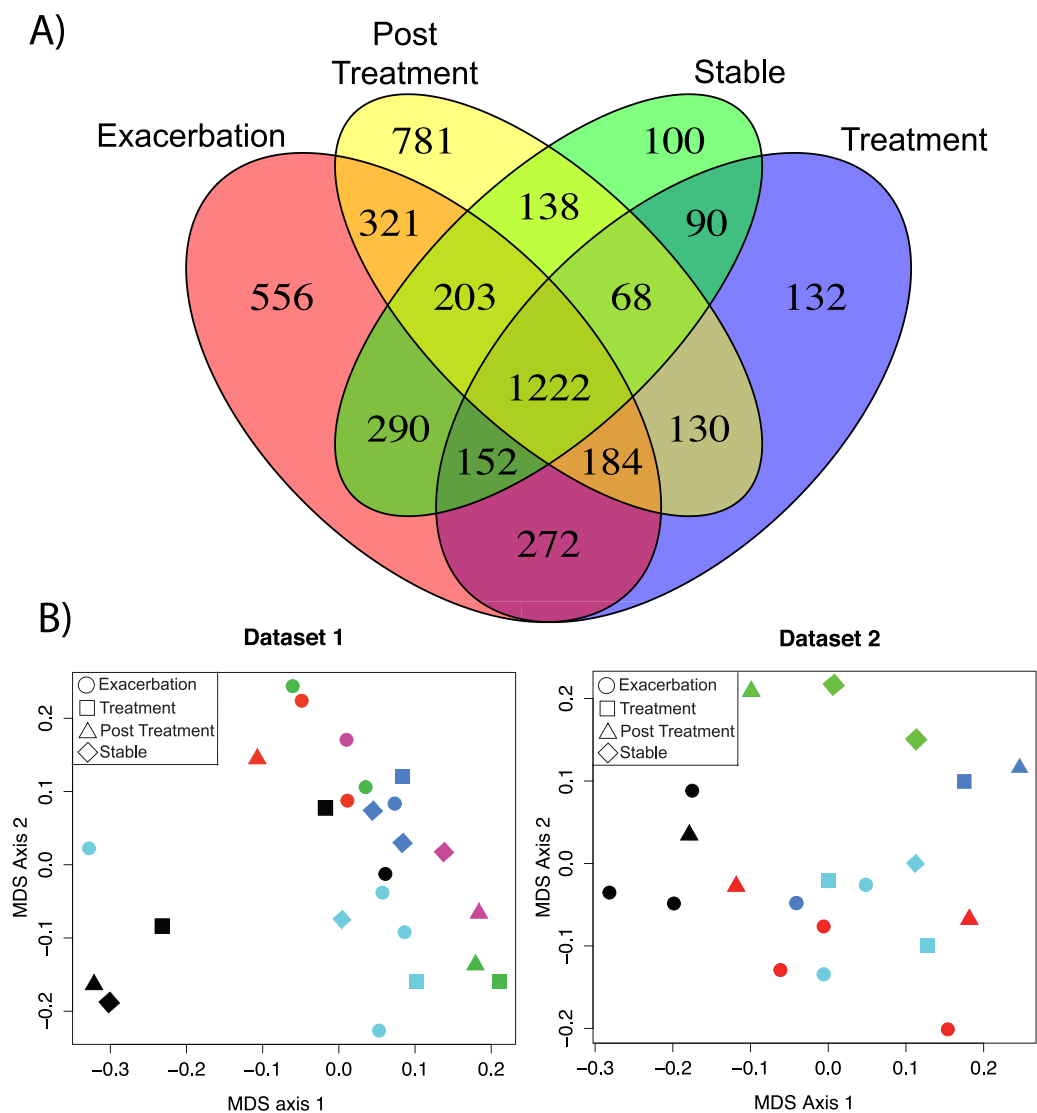 A)
Post
Treatment
Stable
Exacerbation
Treatment
781
100
321
138
90
556
203
68
132
1222
290
130
152
184
272
B)
Dataset 1
Exacerbation
Treatment
Post Treatment
Stable
0.2
0.1
0.0
−0.1
−0.2
MDS Axis 2
−0.3
−0.2
−0.1
0.0
0.1
0.2
MDS axis 1
Dataset 2
Exacerbation
Treatment
Post Treatment
Stable
0.2
0.1
0.0
−0.1
−0.2
MDS Axis 2
−0.3
−0.2
−0.1
0.0
0.1
0.2
MDS Axis 1